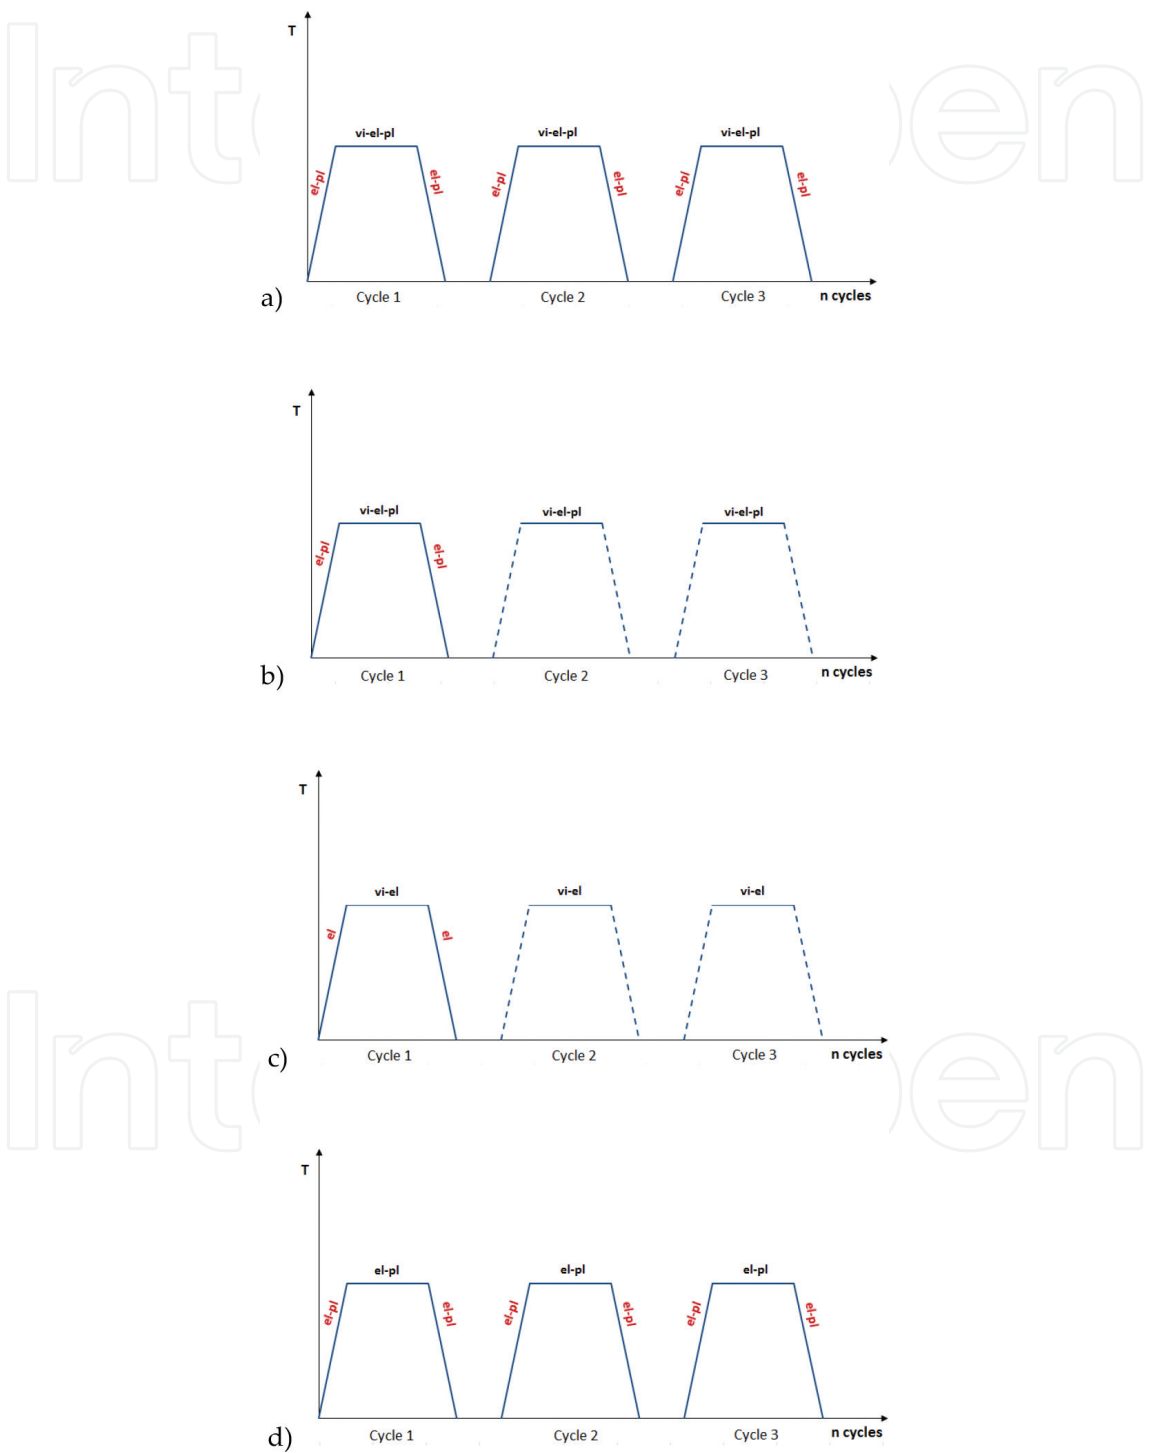 T
vi-el-pl vi-el-pl vi-el-pl
el-pl el-pl el-pl el-pl el-pl el-pl
a) Cycle 1 Cycle 2 Cycle 3 n cycles
T
vi-el-pl vi-el-pl vi-el-pl
el-pl el-pl
b) Cycle 1 Cycle 2 Cycle 3 n cycles
T
vi-el vi-el vi-el
el el
c) Cycle 1 Cycle 2 Cycle 3 n cycles
T
el-pl el-pl el-pl
el-pl el-pl el-pl el-pl el-pl el-pl
d) Cycle 1 Cycle 2 Cycle 3 n cycles